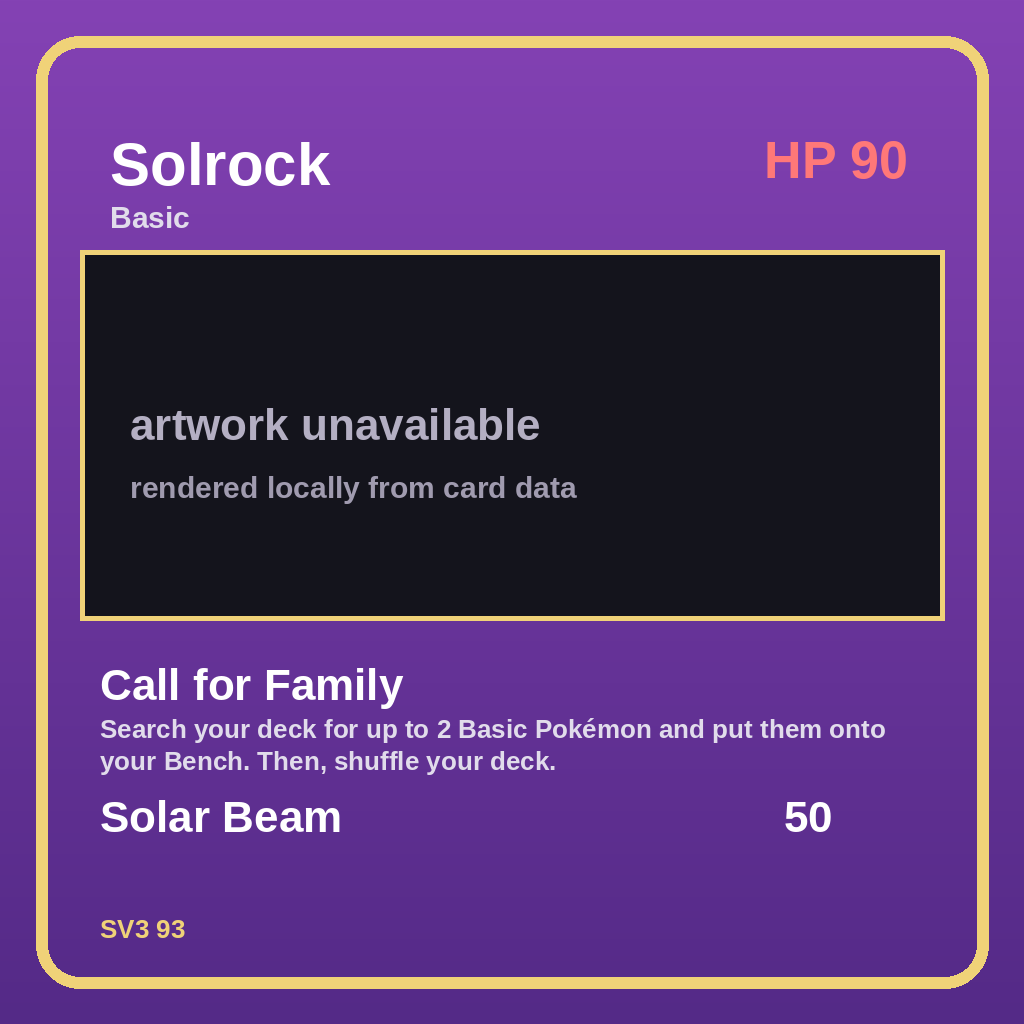 Solrock
HP 90
Basic
artwork unavailable
rendered locally from card data
Call for Family
Search your deck for up to 2 Basic Pokémon and put them onto
your Bench. Then, shuffle your deck.
Solar Beam
50
SV3 93